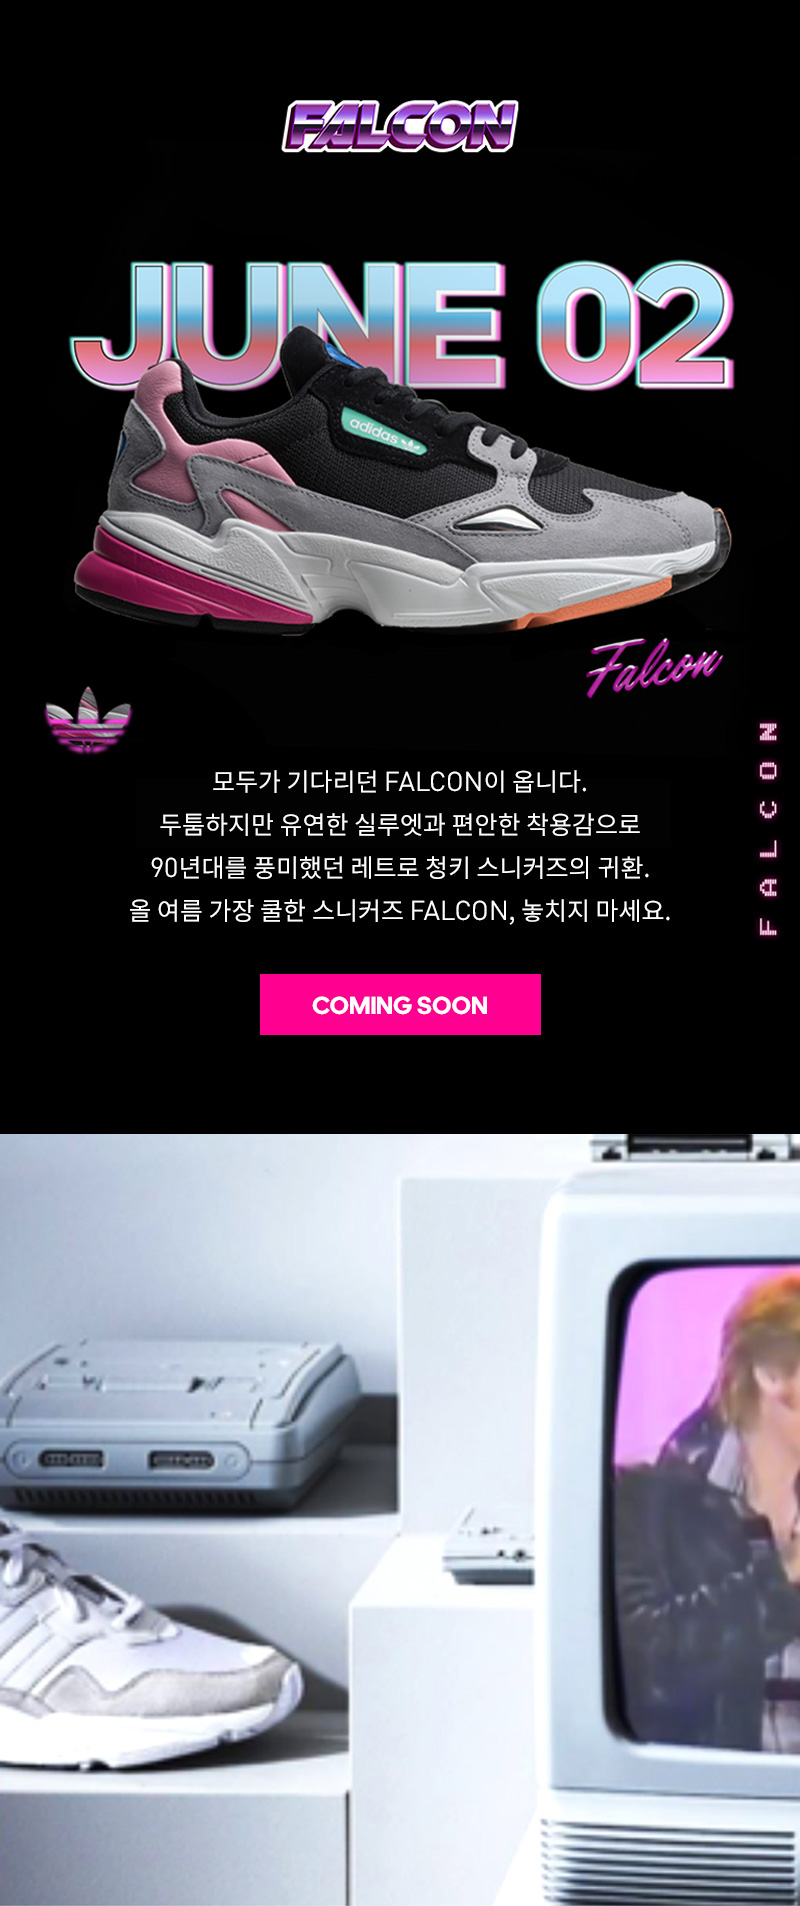 FALCON
JUNE 02
adidas
Falcon
모두가 기다리던 FALCON이 옵니다.
두툼하지만 유연한 실루엣과 편안한 착용감으로
90년대를 풍미했던 레트로 청키 스니커즈의 귀환.
올 여름 가장 쿨한 스니커즈 FALCON, 놓치지 마세요.
FALCON
COMING SOON